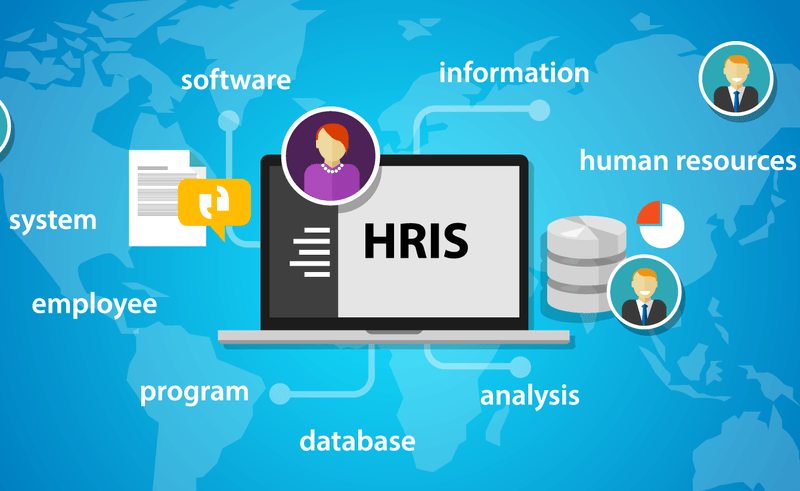 information
software
human resources
system
HRIS
employee
program
analysis
database